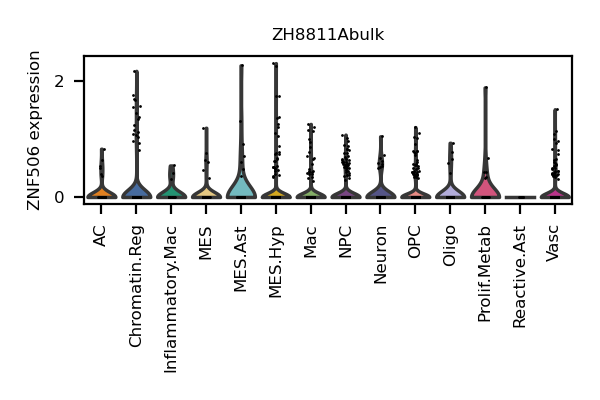 ZH8811Abulk
ZNF506 expression
2
0
AC
Chromatin.Reg
Inflammatory.Mac
MES
MES.Ast
MES.Hyp
Mac
NPC
Neuron
OPC
Oligo
Prolif.Metab
Reactive.Ast
Vasc